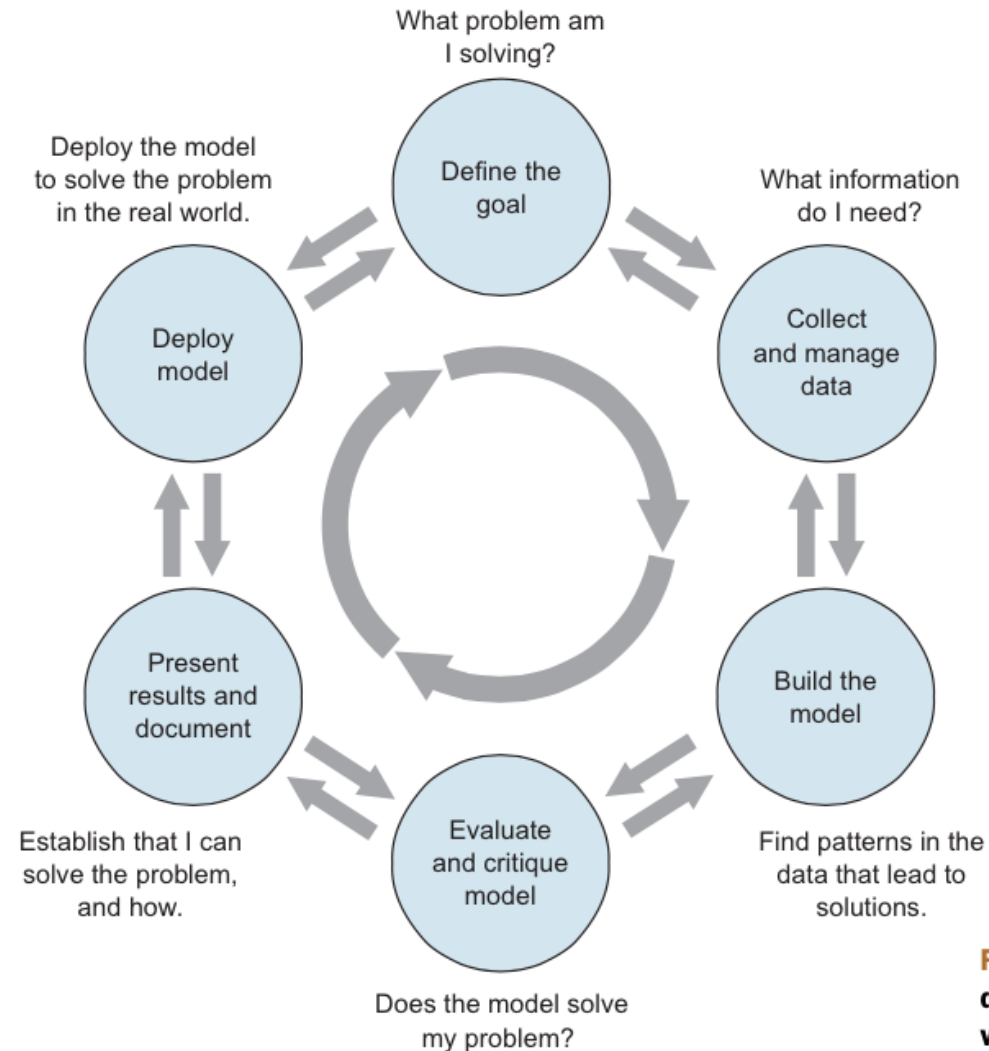 What problem am
I solving?
Define the
goal
What information
do I need?
Collect
and manage
data
Build the
model
Find patterns in the
data that lead to
solutions.
Evaluate
and critique
model
Does the model solve
my problem?
Present
results and
document
Establish that I can
solve the problem,
and how.
Deploy the model
to solve the problem
in the real world.
Deploy
model